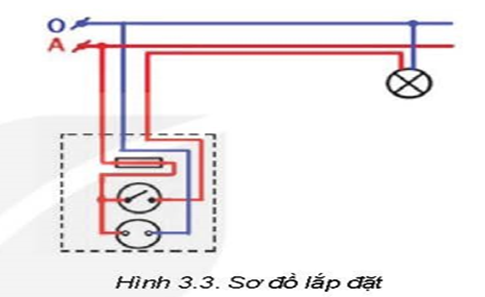 O
A
Hình 3.3. Sơ đồ lắp đặt